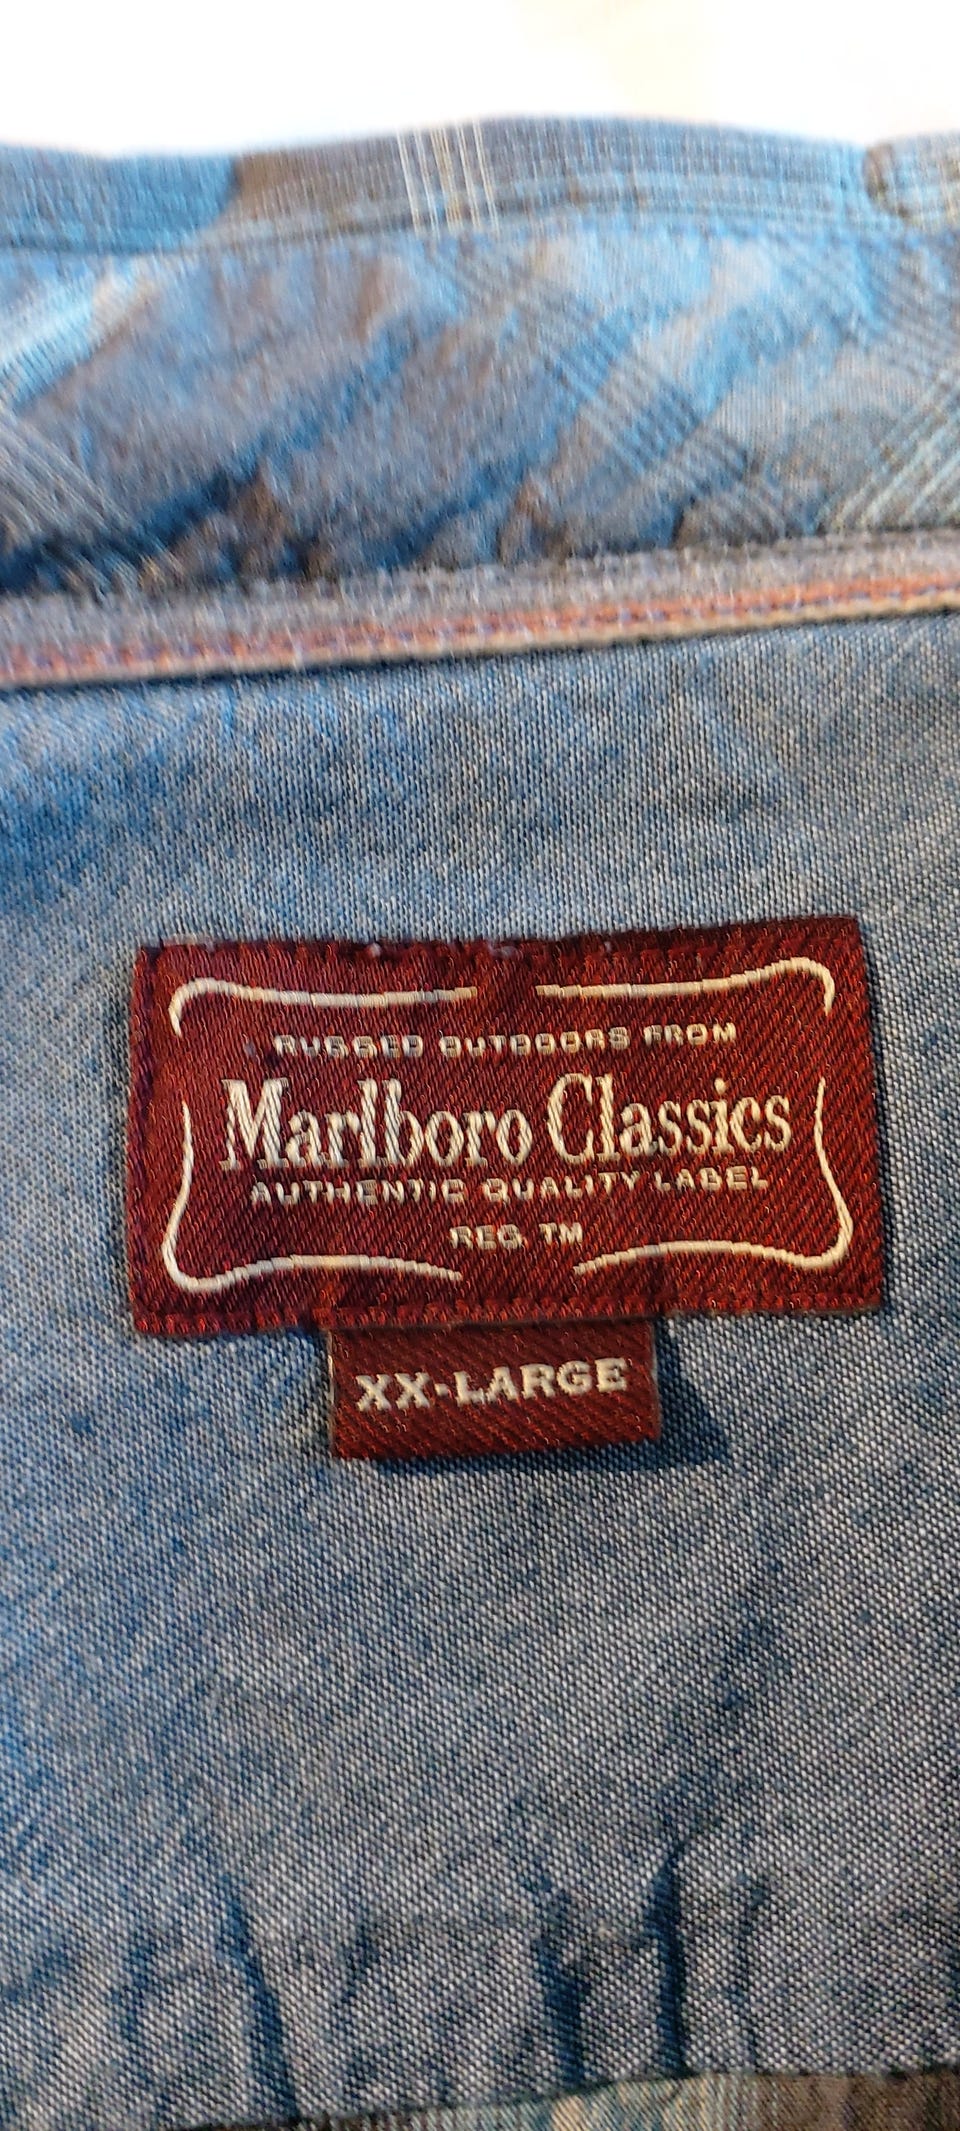 RUGGED OUTDOORS FROM
Marlboro Classics
AUTHENTIC QUALITY LABEL
REG. TM
XX-LARGE